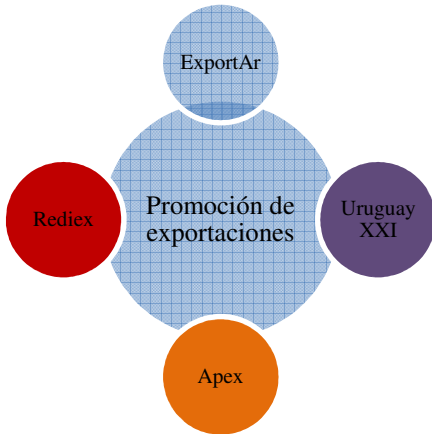 ExportAr
Rediex
Promoción de
exportaciones
Uruguay
XXI
Apex